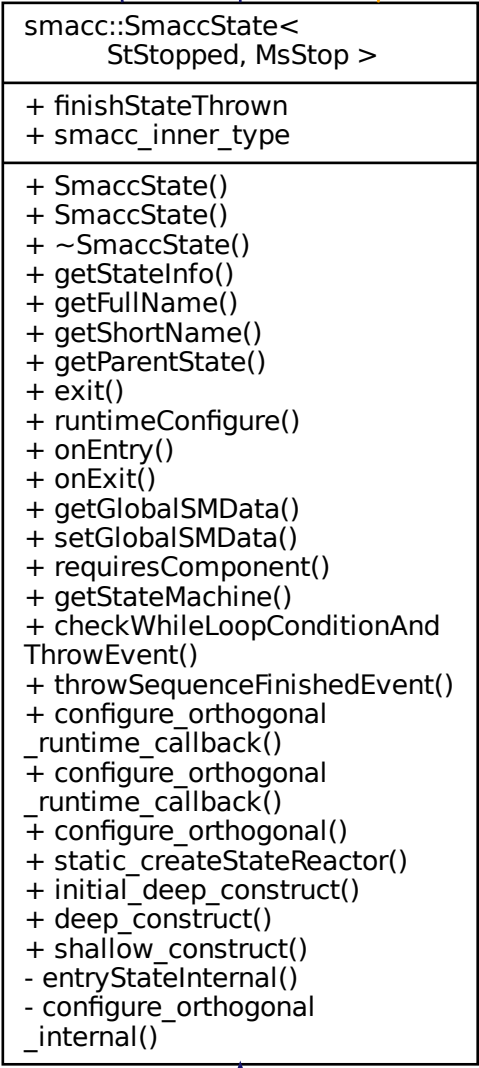 smacc::SmaccState<
StStopped, MsStop >
+ finishStateThrown
+ smacc_inner_type
+ SmaccState()
+ SmaccState()
+ ~SmaccState()
+ getStateInfo()
+ getFullName()
+ getShortName()
+ getParentState()
+ exit()
+ runtimeConfigure()
+ onEntry()
+ onExit()
+ getGlobalSMData()
+ setGlobalSMData()
+ requiresComponent()
+ getStateMachine()
+ checkWhileLoopConditionAnd
ThrowEvent()
+ throwSequenceFinishedEvent()
+ configure_orthogonal
_runtime_callback()
+ configure_orthogonal
_runtime_callback()
+ configure_orthogonal()
+ static_createStateReactor()
+ initial_deep_construct()
+ deep_construct()
+ shallow_construct()
- entryStateInternal()
- configure_orthogonal
_internal()